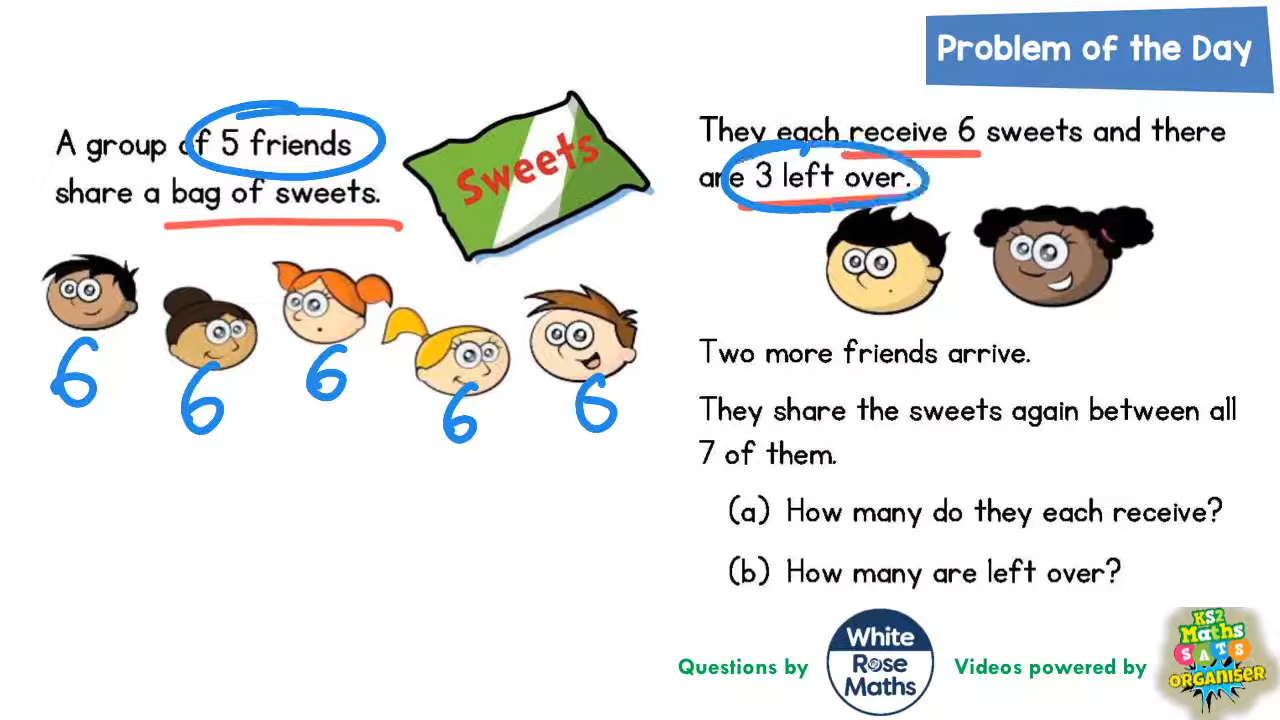 Problem of the Day
A group of 5 friends
share a bag of sweets.
Sweets
6
6
6
6
6
They each receive 6 sweets and there
are 3 left over.
Two more friends arrive.
They share the sweets again between all
7 of them.
(a) How many do they each receive?
(b) How many are left over?
Questions by
White
Rose
Maths
Videos powered by
KS2
Maths
SATS
ORGANISER